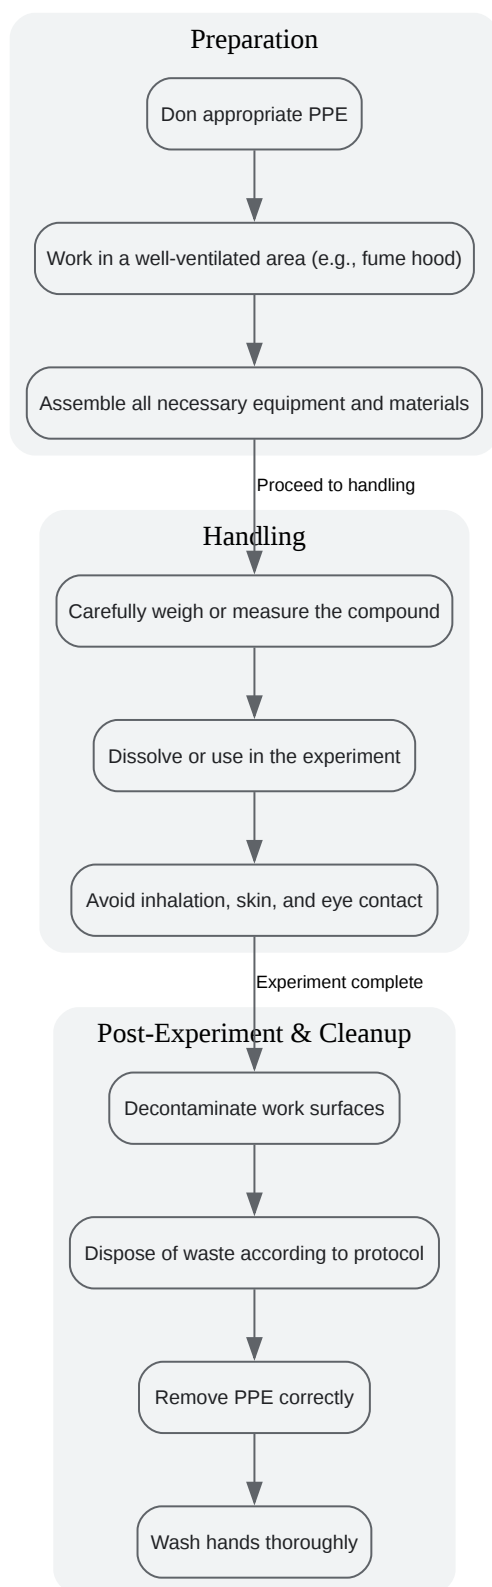 Preparation
Don appropriate PPE
Work in a well-ventilated area (e.g., fume hood)
Assemble all necessary equipment and materials
Proceed to handling
Handling
Carefully weigh or measure the compound
Dissolve or use in the experiment
Avoid inhalation, skin, and eye contact
Experiment complete
Post-Experiment & Cleanup
Decontaminate work surfaces
Dispose of waste according to protocol
Remove PPE correctly
Wash hands thoroughly